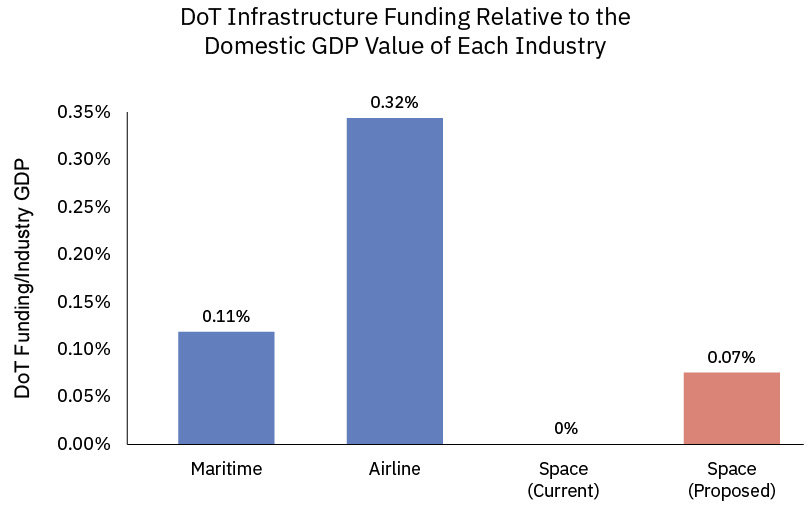 DoT Infrastructure Funding Relative to the
Domestic GDP Value of Each Industry
DoT Funding/Industry GDP
0.35%
0.30%
0.25%
0.20%
0.15%
0.10%
0.05%
0.00%
0.11%
0.32%
0%
0.07%
Maritime
Airline
Space
(Current)
Space
(Proposed)